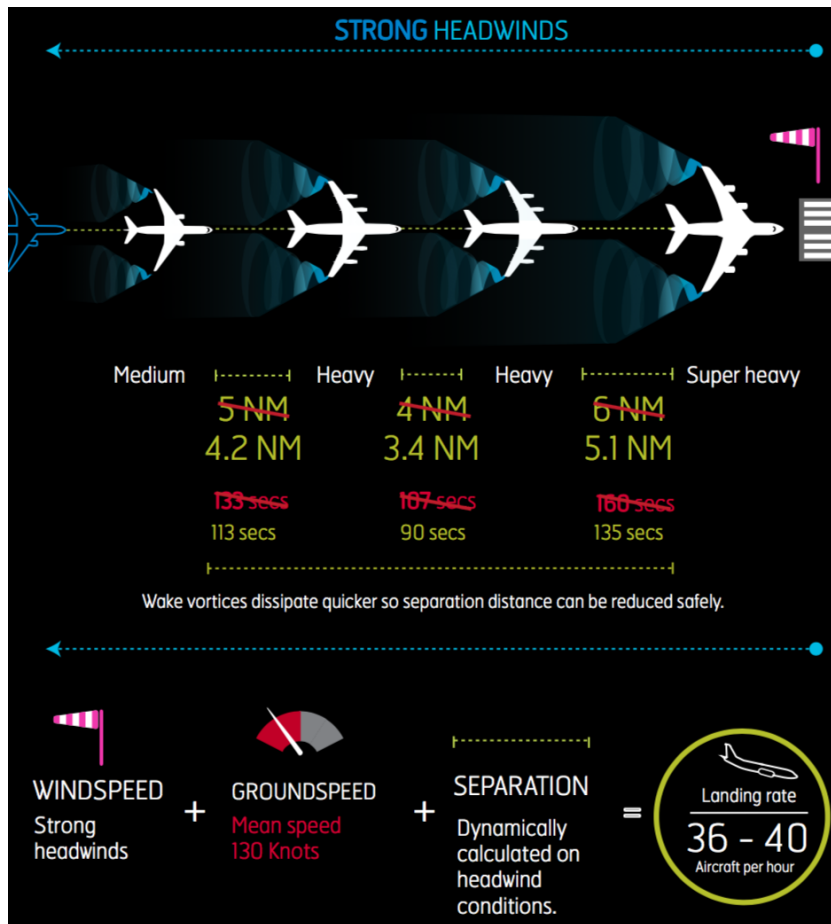 STRONG HEADWINDS
Medium Heavy Heavy Super heavy
5 NM 4 NM 6 NM
4.2 NM 3.4 NM 5.1 NM
133 secs 107 secs 160 secs
113 secs 90 secs 135 secs
Wake vortices dissipate quicker so separation distance can be reduced safely.
WINDSPEED
Strong
headwinds
+
GROUNDSPEED
Mean speed
130 Knots
+
SEPARATION
Dynamically
calculated on
headwind
conditions.
=
Landing rate
36 - 40
Aircraft per hour